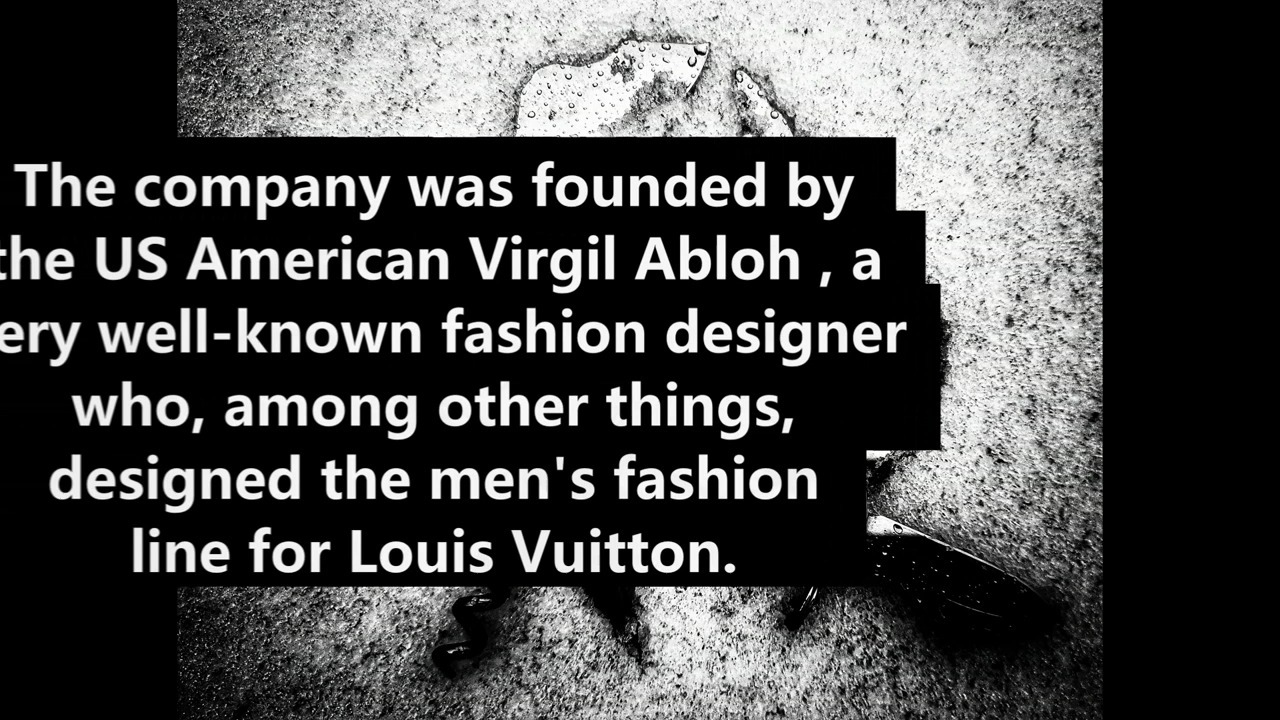 The company was founded by
the US American Virgil Abloh , a
ery well-known fashion designer
who, among other things,
designed the men's fashion
line for Louis Vuitton.